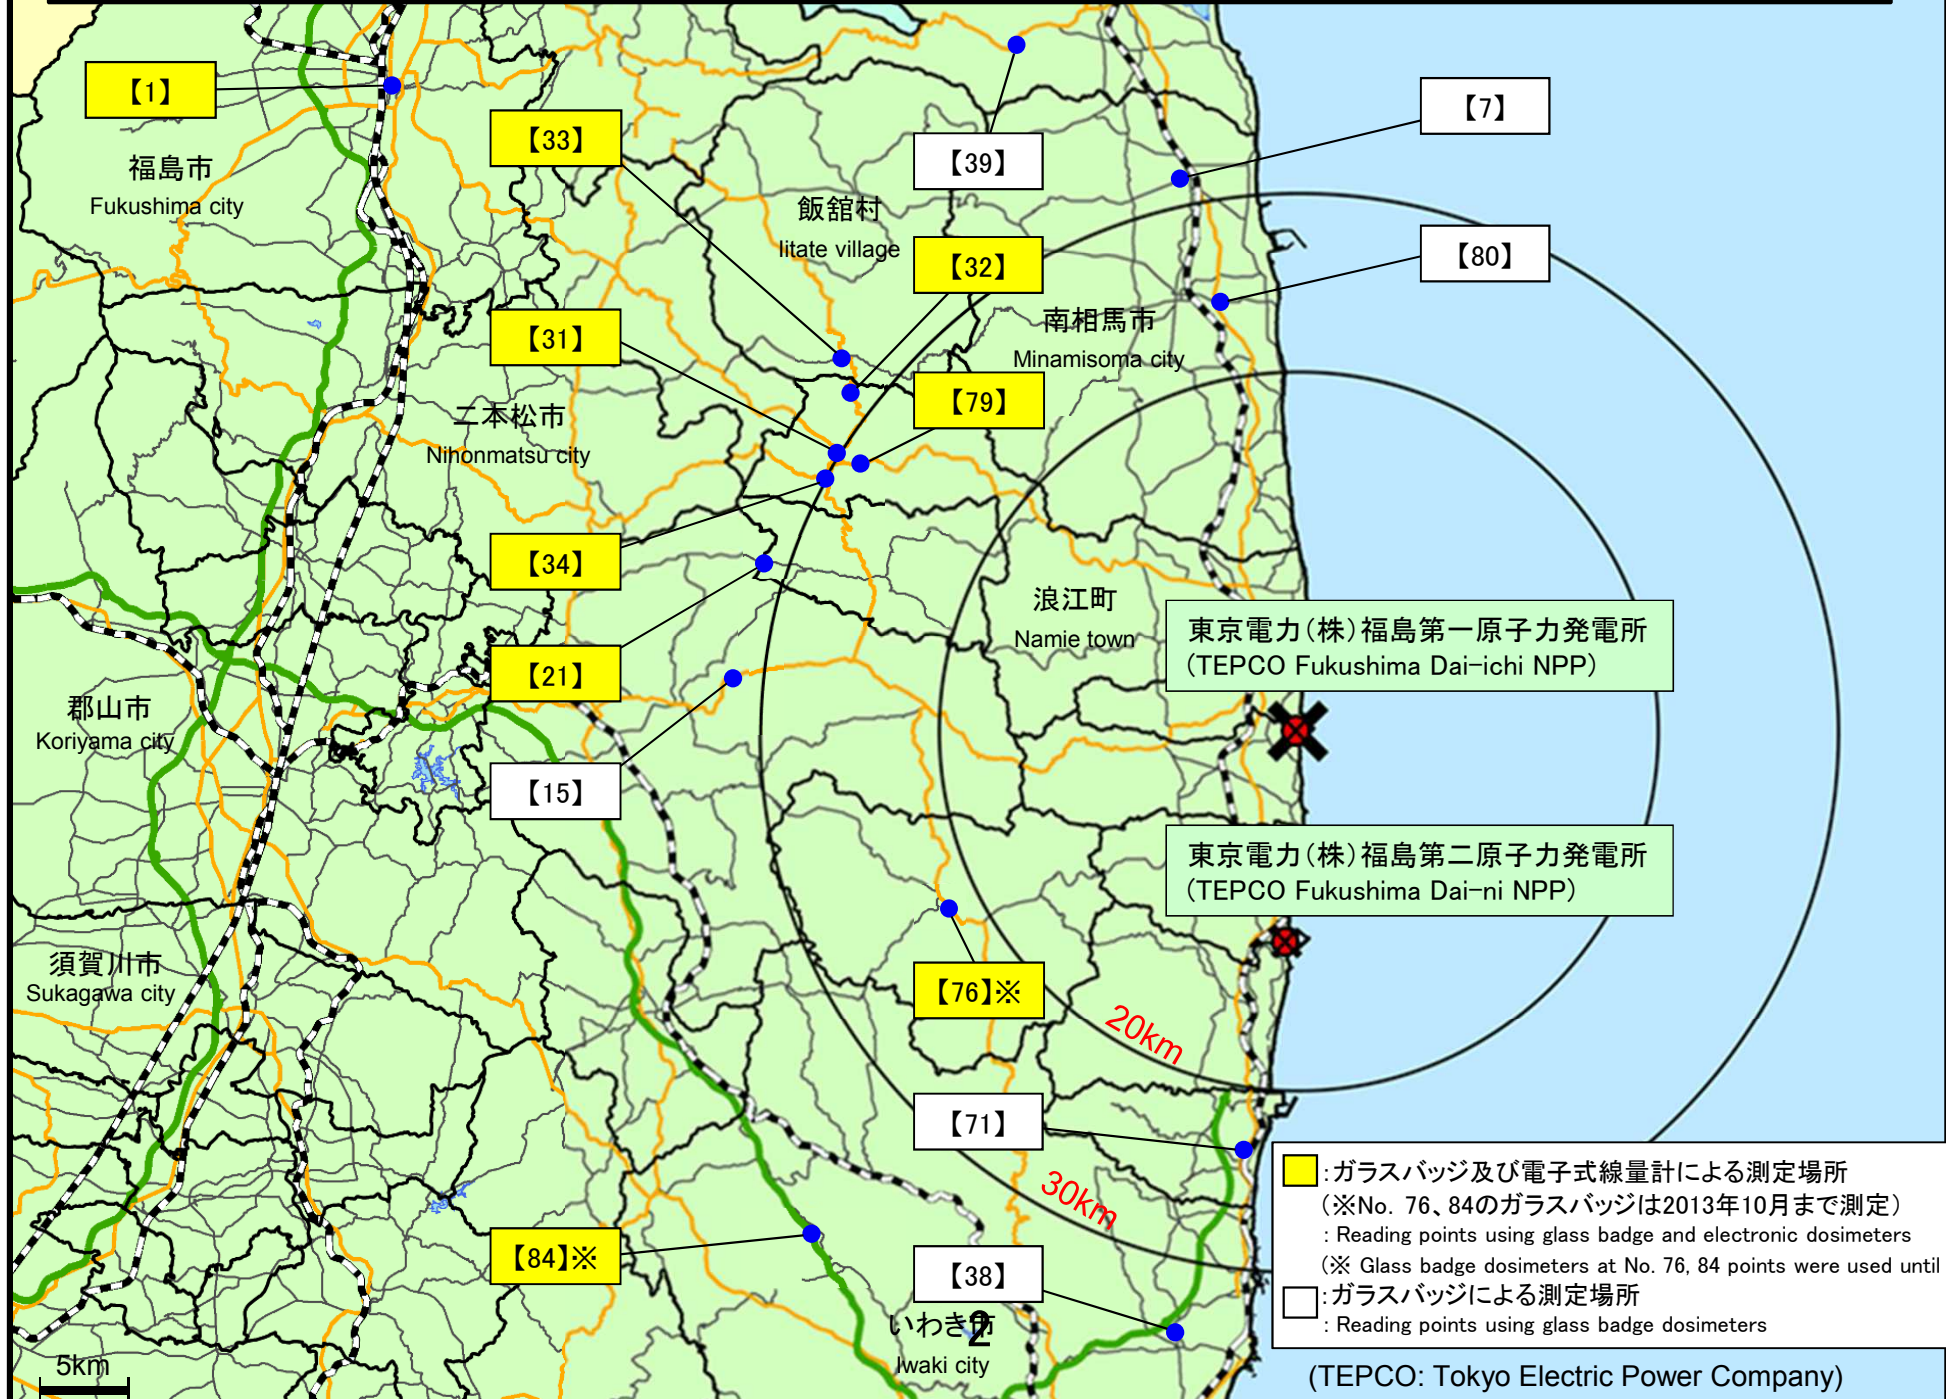 【1】
【39】
【7】
【33】
福島市
Fukushima city
飯舘村
Iitate village
【32】
【80】
【31】
南相馬市
Minamisoma city
【79】
二本松市
Nihonmatsu city
【34】
浪江町
Namie town
東京電力(株)福島第一原子力発電所
(TEPCO Fukushima Dai-ichi NPP)
【21】
郡山市
Koriyama city
【15】
東京電力(株)福島第二原子力発電所
(TEPCO Fukushima Dai-ni NPP)
須賀川市
Sukagawa city
【76】※
20km
【71】
30km
【84】※
【38】
いわき市
2
Iwaki city
5km
:ガラスバッジ及び電子式線量計による測定場所
(※No. 76、84のガラスバッジは2013年10月まで測定)
: Reading points using glass badge and electronic dosimeters
(※ Glass badge dosimeters at No. 76, 84 points were used until
:ガラスバッジによる測定場所
: Reading points using glass badge dosimeters
(TEPCO: Tokyo Electric Power Company)